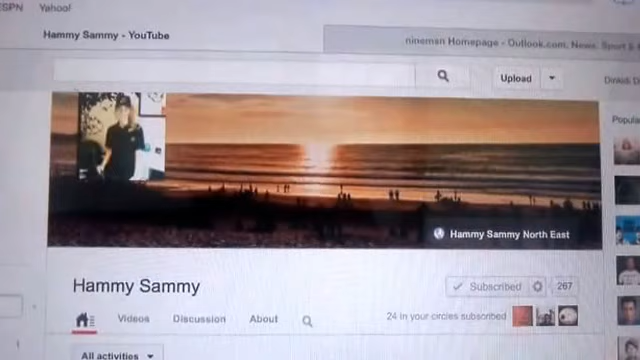 ESPN Yahoo!
Hammy Sammy - YouTube
ninemsn Homepage - Outlook.com, News, Sport &
Upload
Popular
Hammy Sammy North East
Hammy Sammy
Subscribed 267
Videos Discussion About
24 in your circles subscribed
All activities